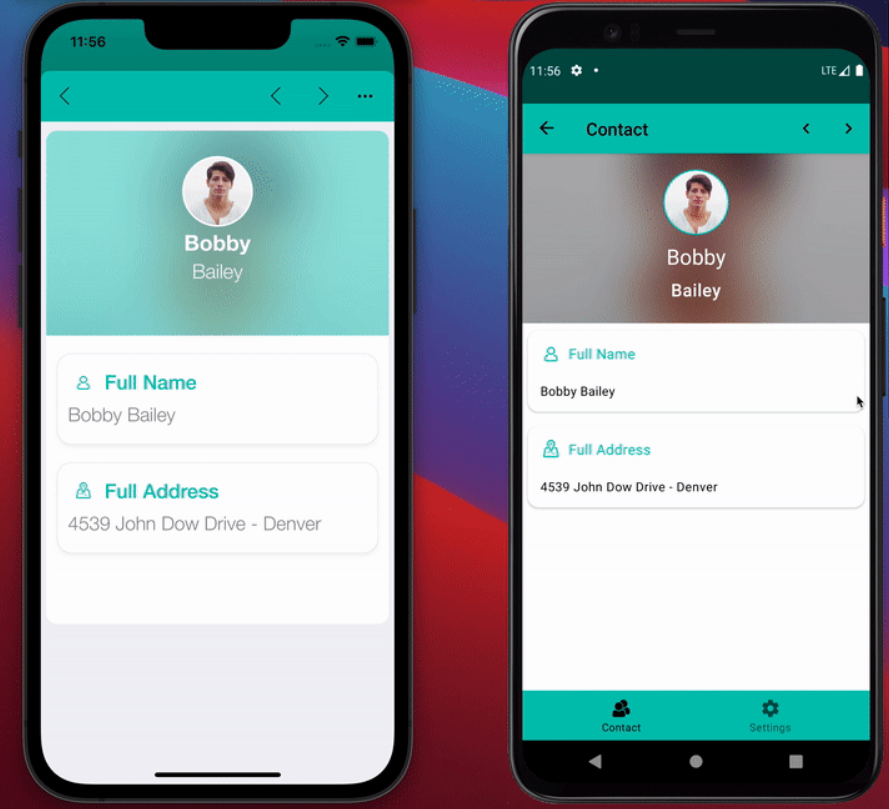 11:56
Bobby
Bailey
Full Name
Bobby Bailey
Full Address
4539 John Dow Drive - Denver
11:56
LTE
Contact
Bobby
Bailey
Full Name
Bobby Bailey
Full Address
4539 John Dow Drive - Denver
Contact
Settings